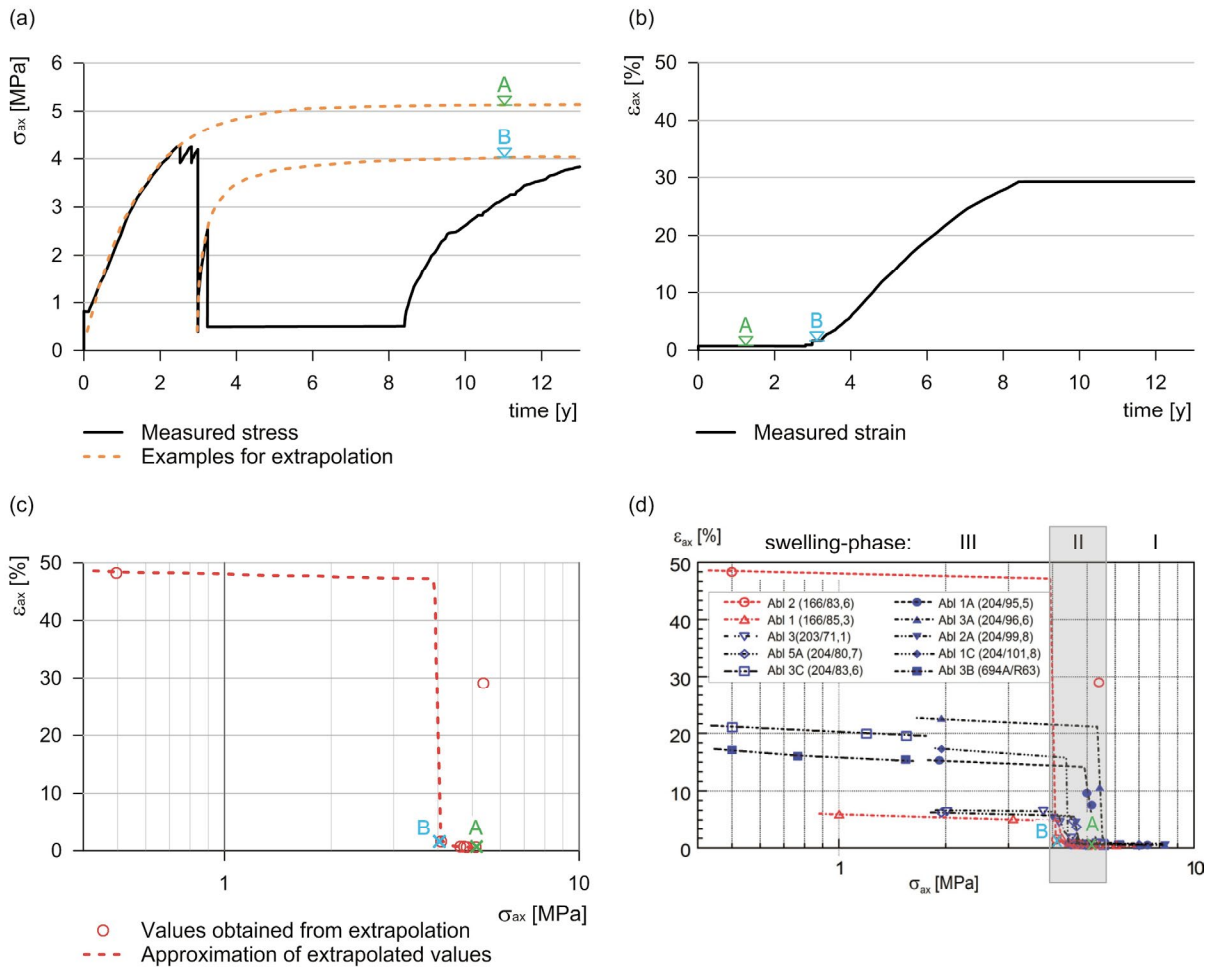 (a)
σax [MPa]
6
5
4
3
2
1
0
A
B
0 2 4 6 8 10 12
time [y]
Measured stress
Examples for extrapolation
(b)
εax [%]
50
40
30
20
10
0
A
B
0 2 4 6 8 10 12
time [y]
Measured strain
(c)
εax [%]
50
40
30
20
10
0
B
A
1 10
σax [MPa]
Values obtained from extrapolation
Approximation of extrapolated values
(d)
εax [%]
swelling-phase: III II I
50
40
30
20
10
0
Abl 2 (166/83,6)
Abl 1 (166/85,3)
Abl 3(203/71,1)
Abl 5A (204/80,7)
Abl 3C (204/83,6)
Abl 1A (204/95,5)
Abl 3A (204/96,6)
Abl 2A (204/99,8)
Abl 1C (204/101,8)
Abl 3B (694A/R63)
B
A
1 10
σax [MPa]